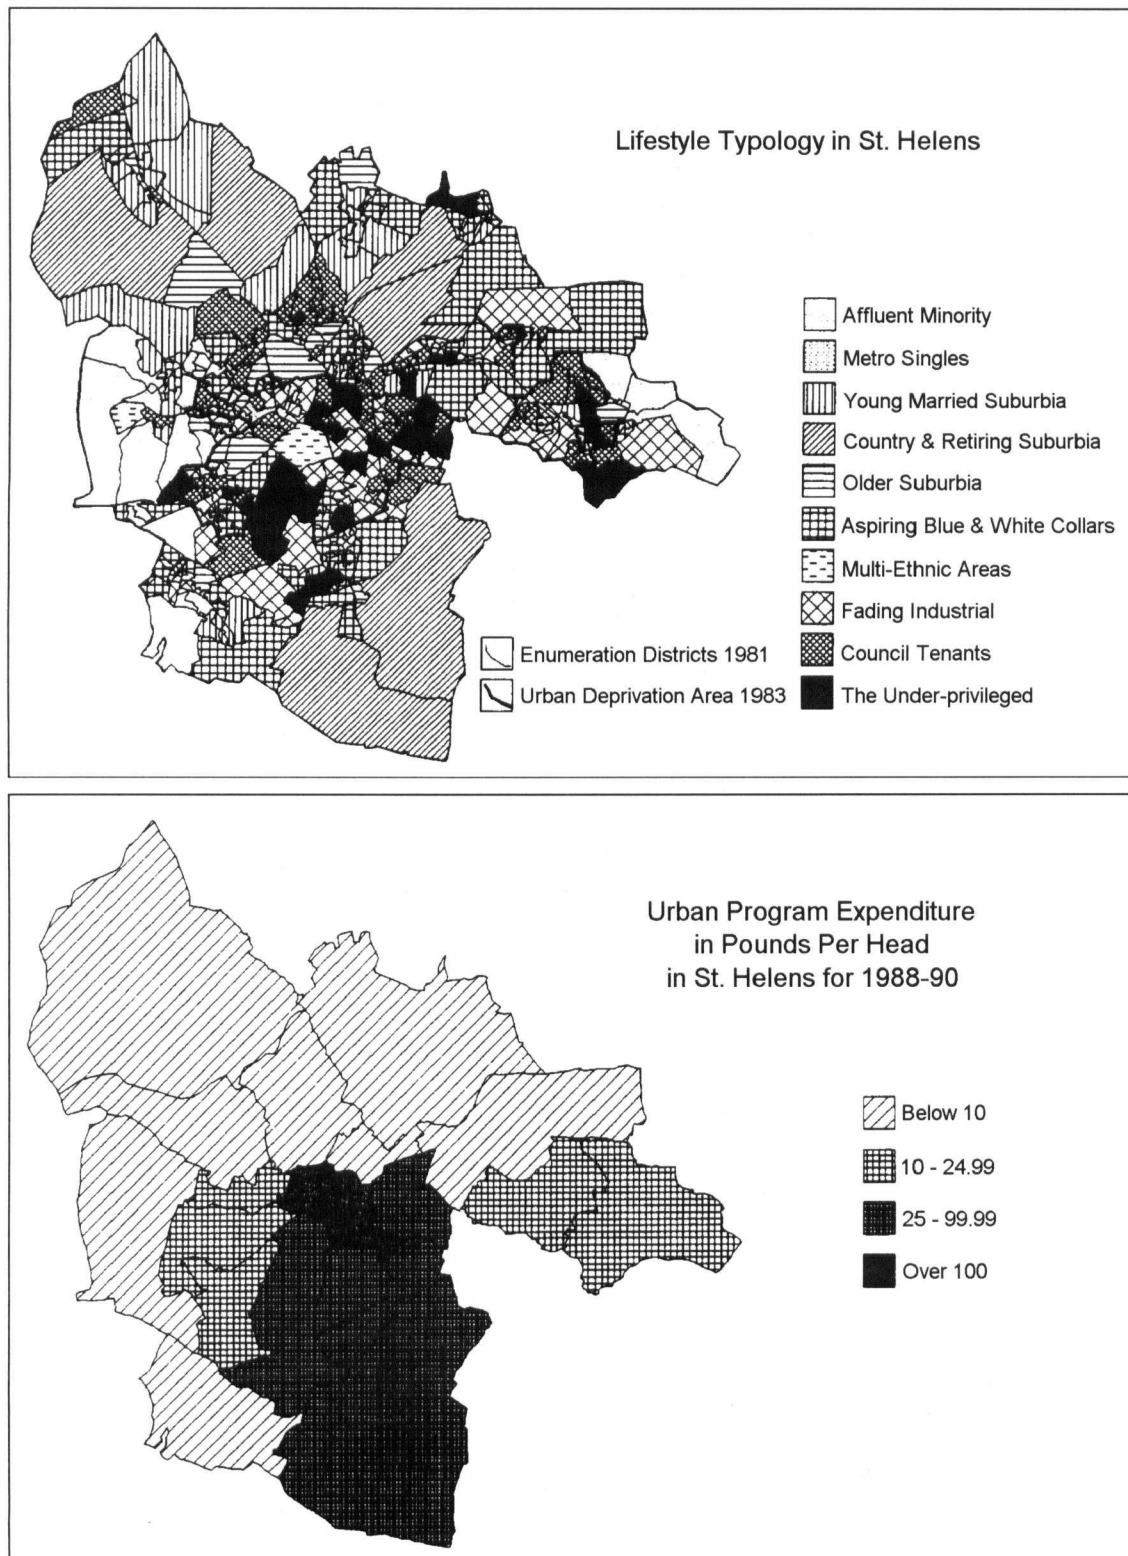 Lifestyle Typology in St. Helens
Affluent Minority
Metro Singles
Young Married Suburbia
Country & Retiring Suburbia
Older Suburbia
Aspiring Blue & White Collars
Multi-Ethnic Areas
Fading Industrial
Council Tenants
The Under-privileged
Enumeration Districts 1981
Urban Deprivation Area 1983
Urban Program Expenditure
in Pounds Per Head
in St. Helens for 1988-90
Below 10
10 - 24.99
25 - 99.99
Over 100